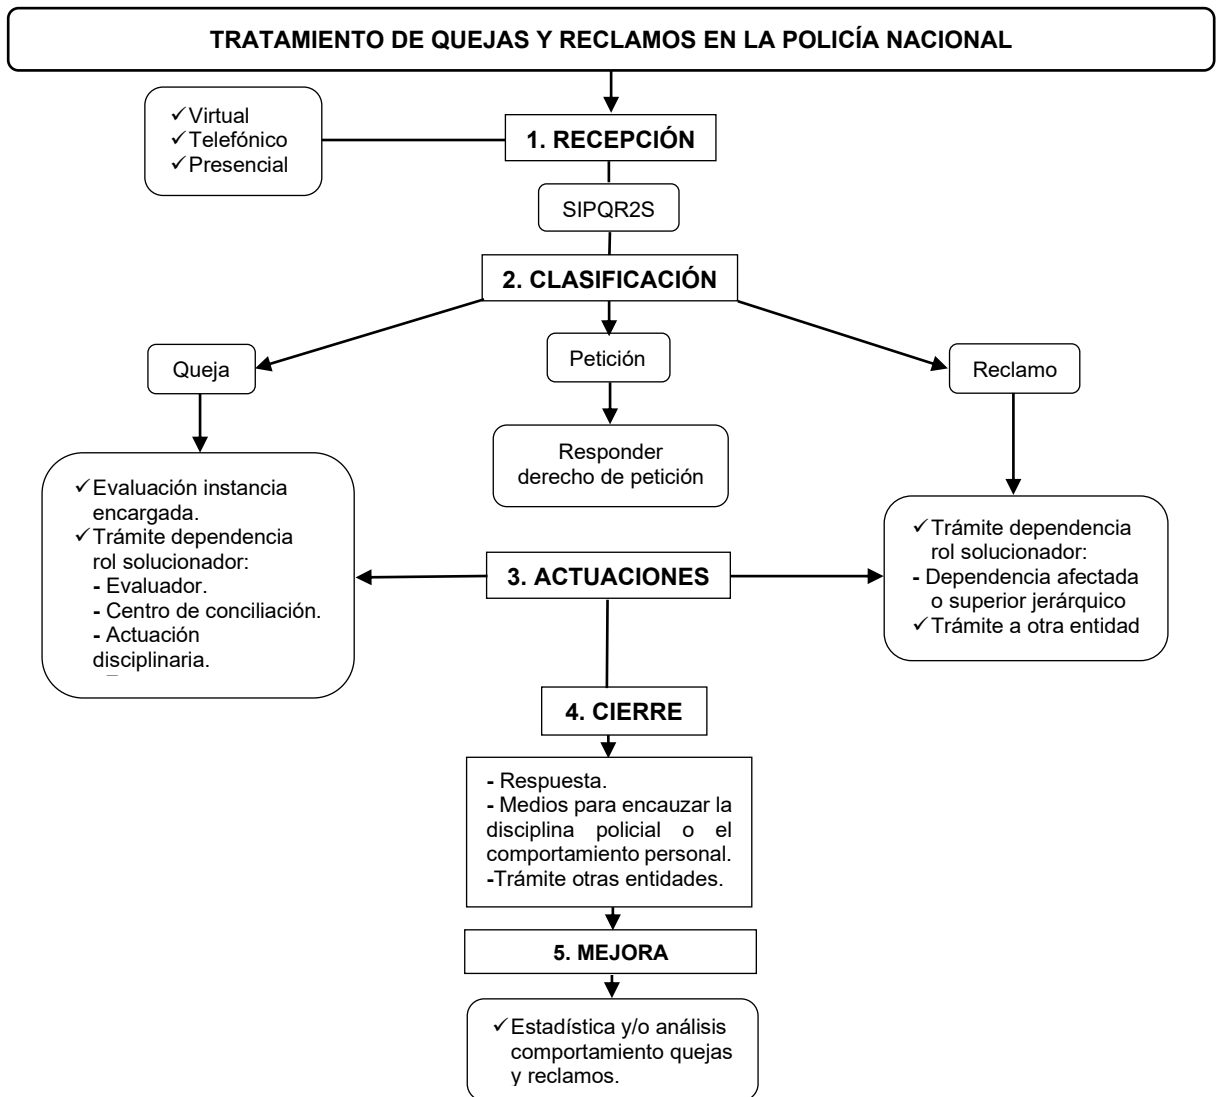 TRATAMIENTO DE QUEJAS Y RECLAMOS EN LA POLICÍA NACIONAL
✓Virtual
✓Telefónico
✓Presencial
1. RECEPCIÓN
SIPQR2S
2. CLASIFICACIÓN
Queja
Petición
Reclamo
Responder
derecho de petición
✓Evaluación instancia
encargada.
✓Trámite dependencia
rol solucionador:
- Evaluador.
- Centro de conciliación.
- Actuación
disciplinaria.
3. ACTUACIONES
✓Trámite dependencia
rol solucionador:
- Dependencia afectada
o superior jerárquico
✓Trámite a otra entidad
4. CIERRE
- Respuesta.
- Medios para encauzar la
disciplina policial o el
comportamiento personal.
-Trámite otras entidades.
5. MEJORA
✓Estadística y/o análisis
comportamiento quejas
y reclamos.